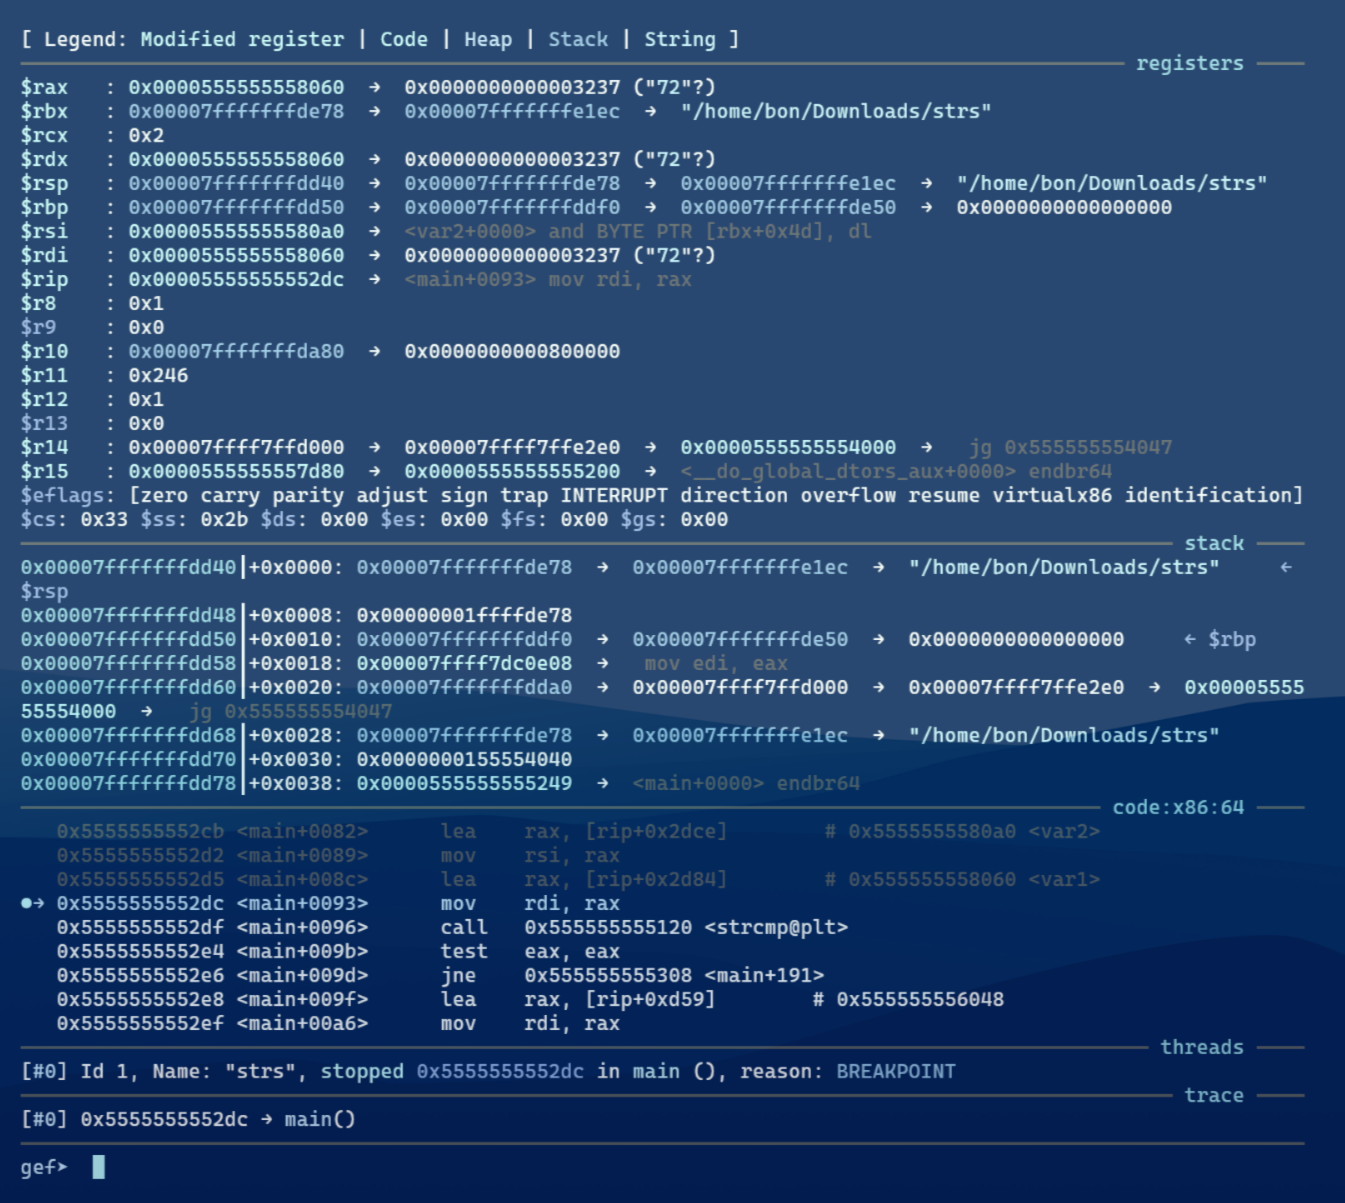 [ Legend: Modified register | Code | Heap | Stack | String ]
registers
$rax   : 0x0000555555558060  →  0x0000000000003237 ("72"?)
$rbx   : 0x00007fffffffde78  →  0x00007fffffffe1ec  →  "/home/bon/Downloads/strs"
$rcx   : 0x2
$rdx   : 0x0000555555558060  →  0x0000000000003237 ("72"?)
$rsp   : 0x00007fffffffdd40  →  0x00007fffffffde78  →  0x00007fffffffe1ec  →  "/home/bon/Downloads/strs"
$rbp   : 0x00007fffffffdd50  →  0x00007fffffffddf0  →  0x00007fffffffde50  →  0x0000000000000000
$rsi   : 0x00005555555580a0  →  <var2+0000> and BYTE PTR [rbx+0x4d], dl
$rdi   : 0x0000555555558060  →  0x0000000000003237 ("72"?)
$rip   : 0x00005555555552dc  →  <main+0093> mov rdi, rax
$r8    : 0x1
$r9    : 0x0
$r10   : 0x00007fffffffda80  →  0x0000000000800000
$r11   : 0x246
$r12   : 0x1
$r13   : 0x0
$r14   : 0x00007ffff7ffd000  →  0x00007ffff7ffe2e0  →  0x0000555555554000  →   jg 0x555555554047
$r15   : 0x0000555555557d80  →  0x0000555555555200  →  <__do_global_dtors_aux+0000> endbr64
$eflags: [zero carry parity adjust sign trap INTERRUPT direction overflow resume virtualx86 identification]
$cs: 0x33 $ss: 0x2b $ds: 0x00 $es: 0x00 $fs: 0x00 $gs: 0x00
stack
0x00007fffffffdd40│+0x0000: 0x00007fffffffde78  →  0x00007fffffffe1ec  →  "/home/bon/Downloads/strs"     ←
$rsp
0x00007fffffffdd48│+0x0008: 0x00000001ffffde78
0x00007fffffffdd50│+0x0010: 0x00007fffffffddf0  →  0x00007fffffffde50  →  0x0000000000000000     ← $rbp
0x00007fffffffdd58│+0x0018: 0x00007ffff7dc0e08  →   mov edi, eax
0x00007fffffffdd60│+0x0020: 0x00007fffffffdda0  →  0x00007ffff7ffd000  →  0x00007ffff7ffe2e0  →  0x00005555
55554000  →   jg 0x555555554047
0x00007fffffffdd68│+0x0028: 0x00007fffffffde78  →  0x00007fffffffe1ec  →  "/home/bon/Downloads/strs"
0x00007fffffffdd70│+0x0030: 0x0000000155554040
0x00007fffffffdd78│+0x0038: 0x0000555555555249  →  <main+0000> endbr64
code:x86:64
0x5555555552cb <main+0082>      lea    rax, [rip+0x2dce]        # 0x5555555580a0 <var2>
0x5555555552d2 <main+0089>      mov    rsi, rax
0x5555555552d5 <main+008c>      lea    rax, [rip+0x2d84]        # 0x555555558060 <var1>
●→ 0x5555555552dc <main+0093>      mov    rdi, rax
0x5555555552df <main+0096>      call   0x555555555120 <strcmp@plt>
0x5555555552e4 <main+009b>      test   eax, eax
0x5555555552e6 <main+009d>      jne    0x555555555308 <main+191>
0x5555555552e8 <main+009f>      lea    rax, [rip+0xd59]        # 0x555555556048
0x5555555552ef <main+00a6>      mov    rdi, rax
threads
[#0] Id 1, Name: "strs", stopped 0x5555555552dc in main (), reason: BREAKPOINT
trace
[#0] 0x5555555552dc → main()
gef➤